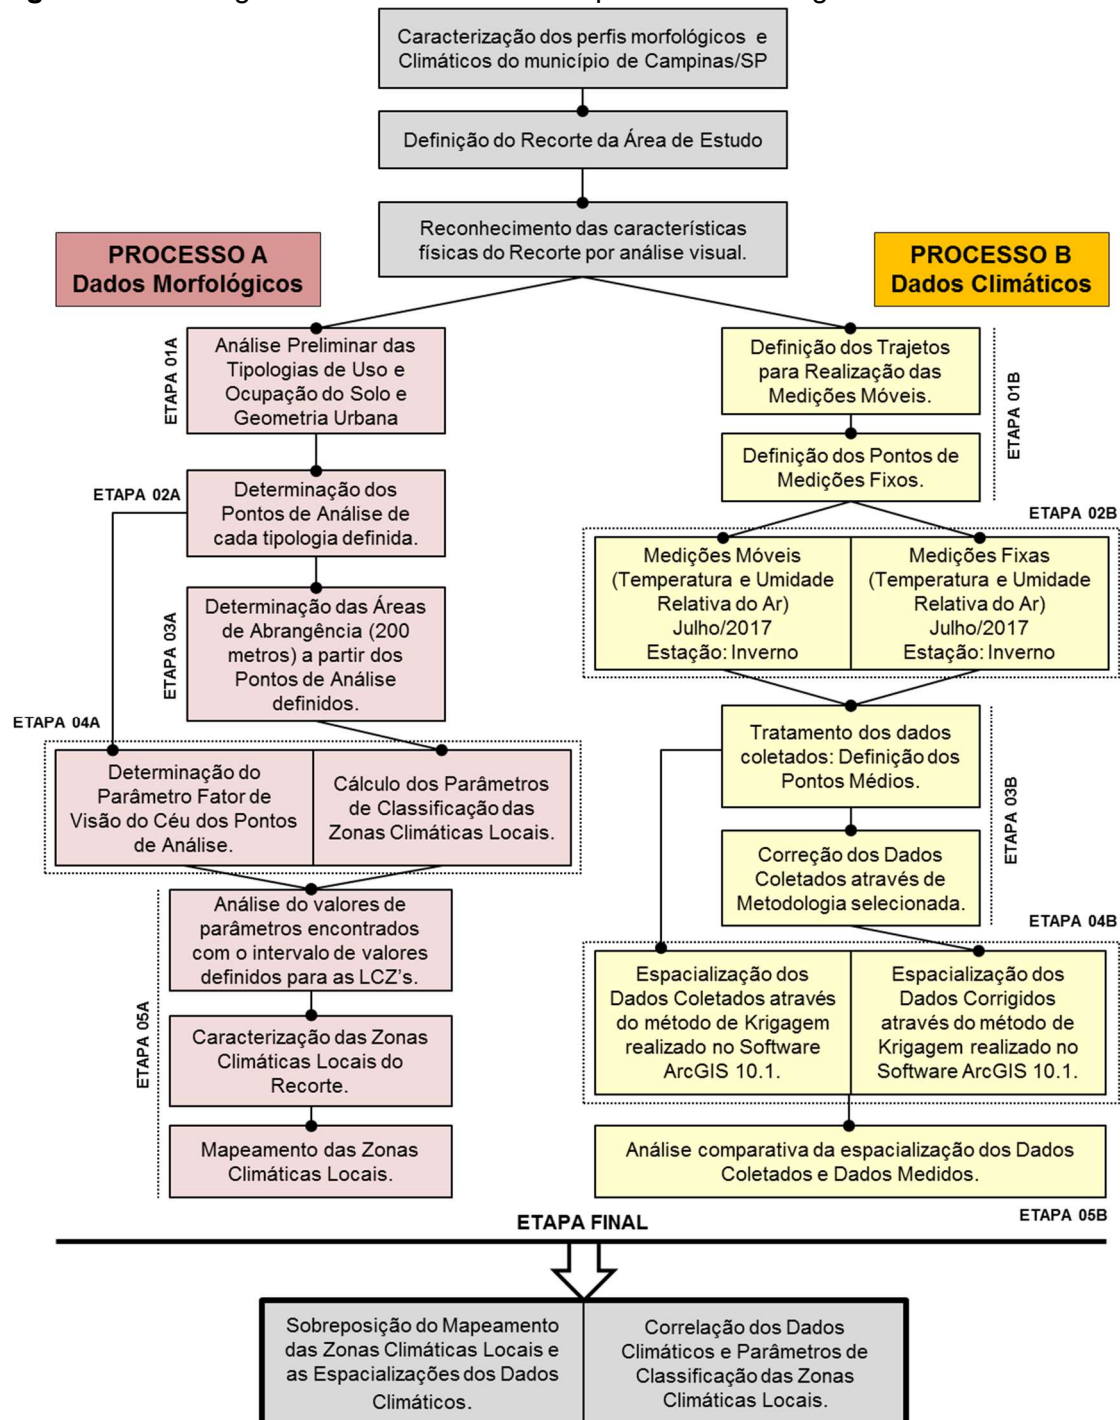 Caracterização dos perfis morfológicos e
Climáticos do município de Campinas/SP
Definição do Recorte da Área de Estudo
Reconhecimento das características
físicas do Recorte por análise visual.
PROCESSO A
Dados Morfológicos
PROCESSO B
Dados Climáticos
ETAPA 01A
Análise Preliminar das
Tipologias de Uso e
Ocupação do Solo e
Geometria Urbana
ETAPA 02A
Determinação dos
Pontos de Análise de
cada tipologia definida.
ETAPA 03A
Determinação das Áreas
de Abrangência (200
metros) a partir dos
Pontos de Análise
definidos.
ETAPA 04A
Determinação do
Parâmetro Fator de
Visão do Céu dos Pontos
de Análise.
Cálculo dos Parâmetros
de Classificação das
Zonas Climáticas Locais.
ETAPA 05A
Análise do valores de
parâmetros encontrados
com o intervalo de valores
definidos para as LCZ's.
Caracterização das Zonas
Climáticas Locais do
Recorte.
Mapeamento das Zonas
Climáticas Locais.
Definição dos Trajetos
para Realização das
Medições Móveis.
ETAPA 01B
Definição dos Pontos de
Medições Fixos.
ETAPA 02B
Medições Móveis
(Temperatura e Umidade
Relativa do Ar)
Julho/2017
Estação: Inverno
Medições Fixas
(Temperatura e Umidade
Relativa do Ar)
Julho/2017
Estação: Inverno
Tratamento dos dados
coletados: Definição dos
Pontos Médios.
ETAPA 03B
Correção dos Dados
Coletados através de
Metodologia selecionada.
ETAPA 04B
Espacialização dos
Dados Coletados através
do método de Krigagem
realizado no Software
ArcGIS 10.1.
Espacialização dos
Dados Corrigidos
através do método de
Krigagem realizado no
Software ArcGIS 10.1.
Análise comparativa da espacialização dos Dados
Coletados e Dados Medidos.
ETAPA 05B
ETAPA FINAL
Sobreposição do Mapeamento
das Zonas Climáticas Locais e
as Espacializações dos Dados
Climáticos.
Correlação dos Dados
Climáticos e Parâmetros de
Classificação das Zonas
Climáticas Locais.